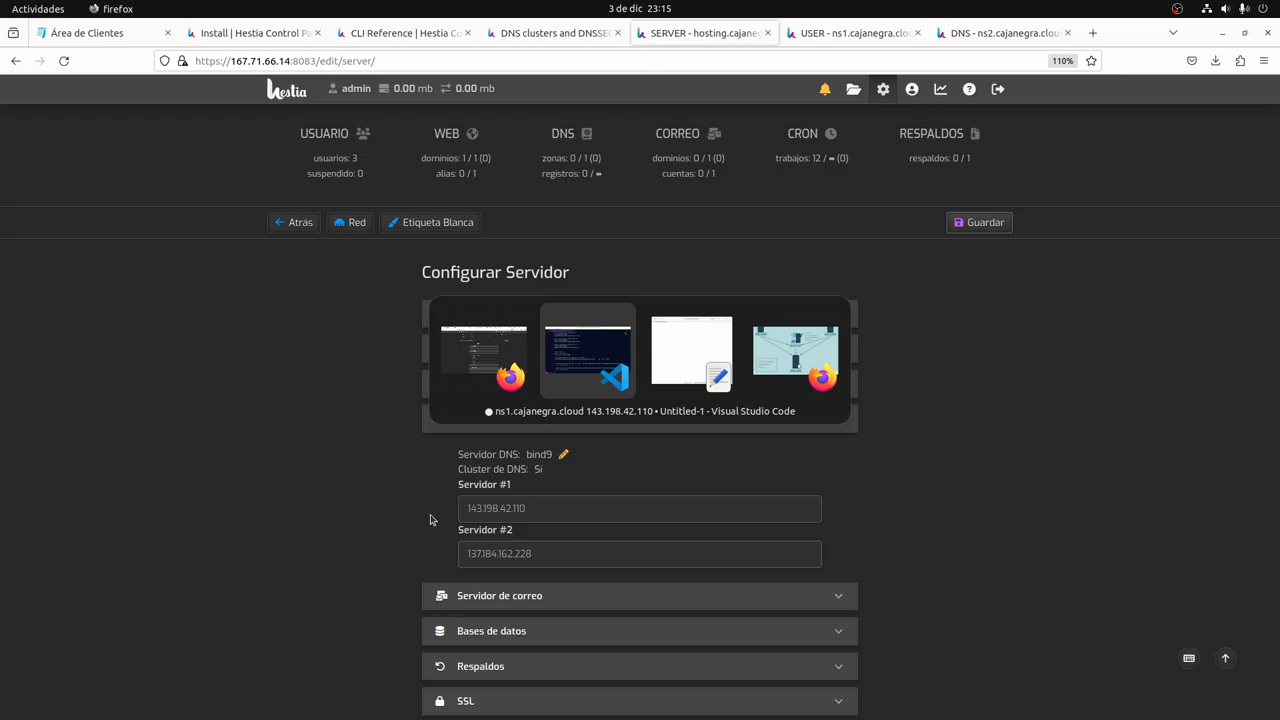 Actividades
firefox
3 de dic 23:15
Área de Clientes
Install | Hestia Control Pa
CLI Reference | Hestia Co
DNS clusters and DNSSEC
SERVER - hosting.cajaneg
USER - ns1.cajanegra.clo
DNS - ns2.cajanegra.clou
https://167.71.66.14:8083/edit/server/
110%
hestia
admin
0.00 mb
0.00 mb
USUARIO
WEB
DNS
CORREO
CRON
RESPALDOS
usuarios: 3
dominios: 1 / 1 (0)
zonas: 0 / 1 (0)
dominios: 0 / 1 (0)
trabajos: 12 / ∞ (0)
respaldos: 0 / 1
suspendido: 0
alias: 0 / 1
registros: 0 / ∞
cuentas: 0 / 1
Atrás
Red
Etiqueta Blanca
Guardar
Configurar Servidor
● ns1.cajanegra.cloud 143.198.42.110 • Untitled-1 - Visual Studio Code
Servidor DNS: bind9
Clúster de DNS: Sí
Servidor #1
143.198.42.110
Servidor #2
137.184.162.228
Servidor de correo
Bases de datos
Respaldos
SSL